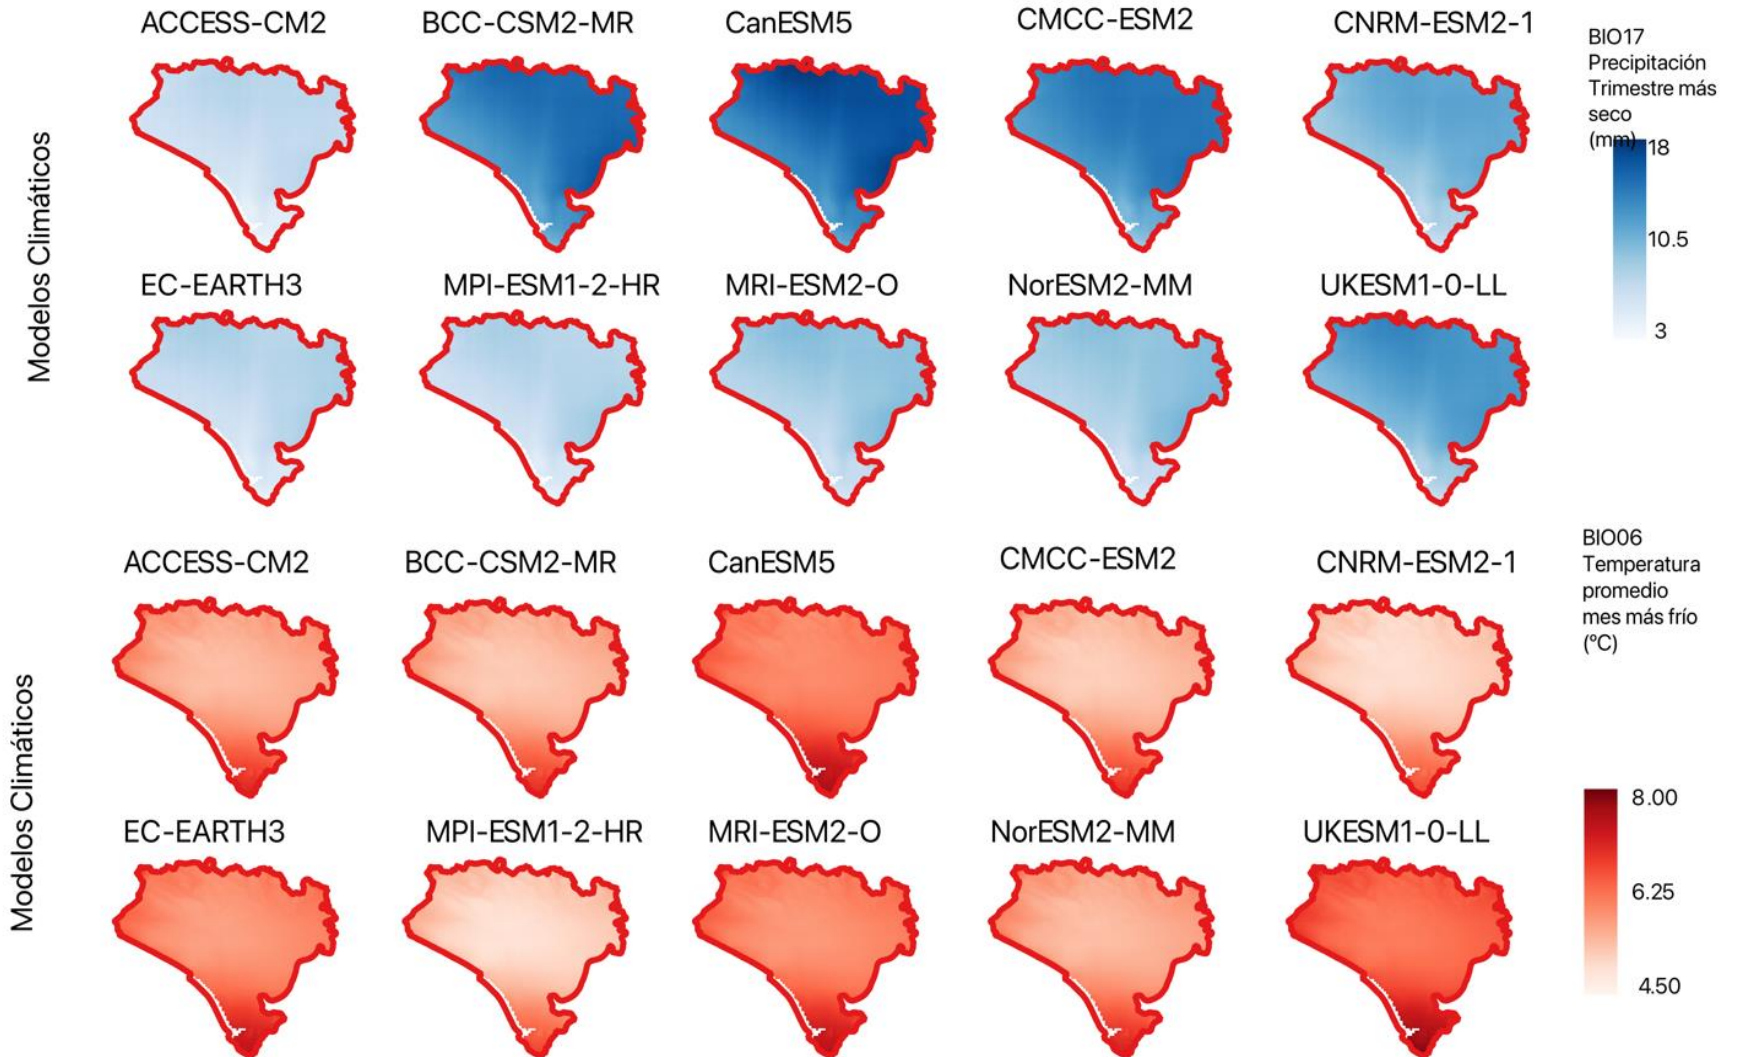 ACCESS-CM2
BCC-CSM2-MR
CanESM5
CMCC-ESM2
CNRM-ESM2-1
BIO17
Precipitación
Trimestre más
seco
(mm)
18
10.5
3
Modelos Climáticos
EC-EARTH3
MPI-ESM1-2-HR
MRI-ESM2-O
NorESM2-MM
UKESM1-0-LL
ACCESS-CM2
BCC-CSM2-MR
CanESM5
CMCC-ESM2
CNRM-ESM2-1
BIO06
Temperatura
promedio
mes más frío
(ºC)
Modelos Climáticos
EC-EARTH3
MPI-ESM1-2-HR
MRI-ESM2-O
NorESM2-MM
UKESM1-0-LL
8.00
6.25
4.50